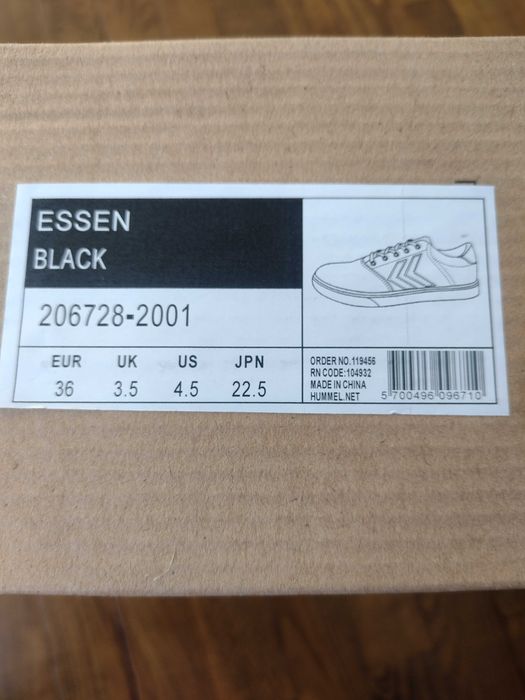 ESSEN
BLACK
206728-2001
EUR UK US JPN
36 3.5 4.5 22.5
ORDER NO.119456
RN CODE:104932
MADE IN CHINA
HUMMEL.NET
5 700496 096710